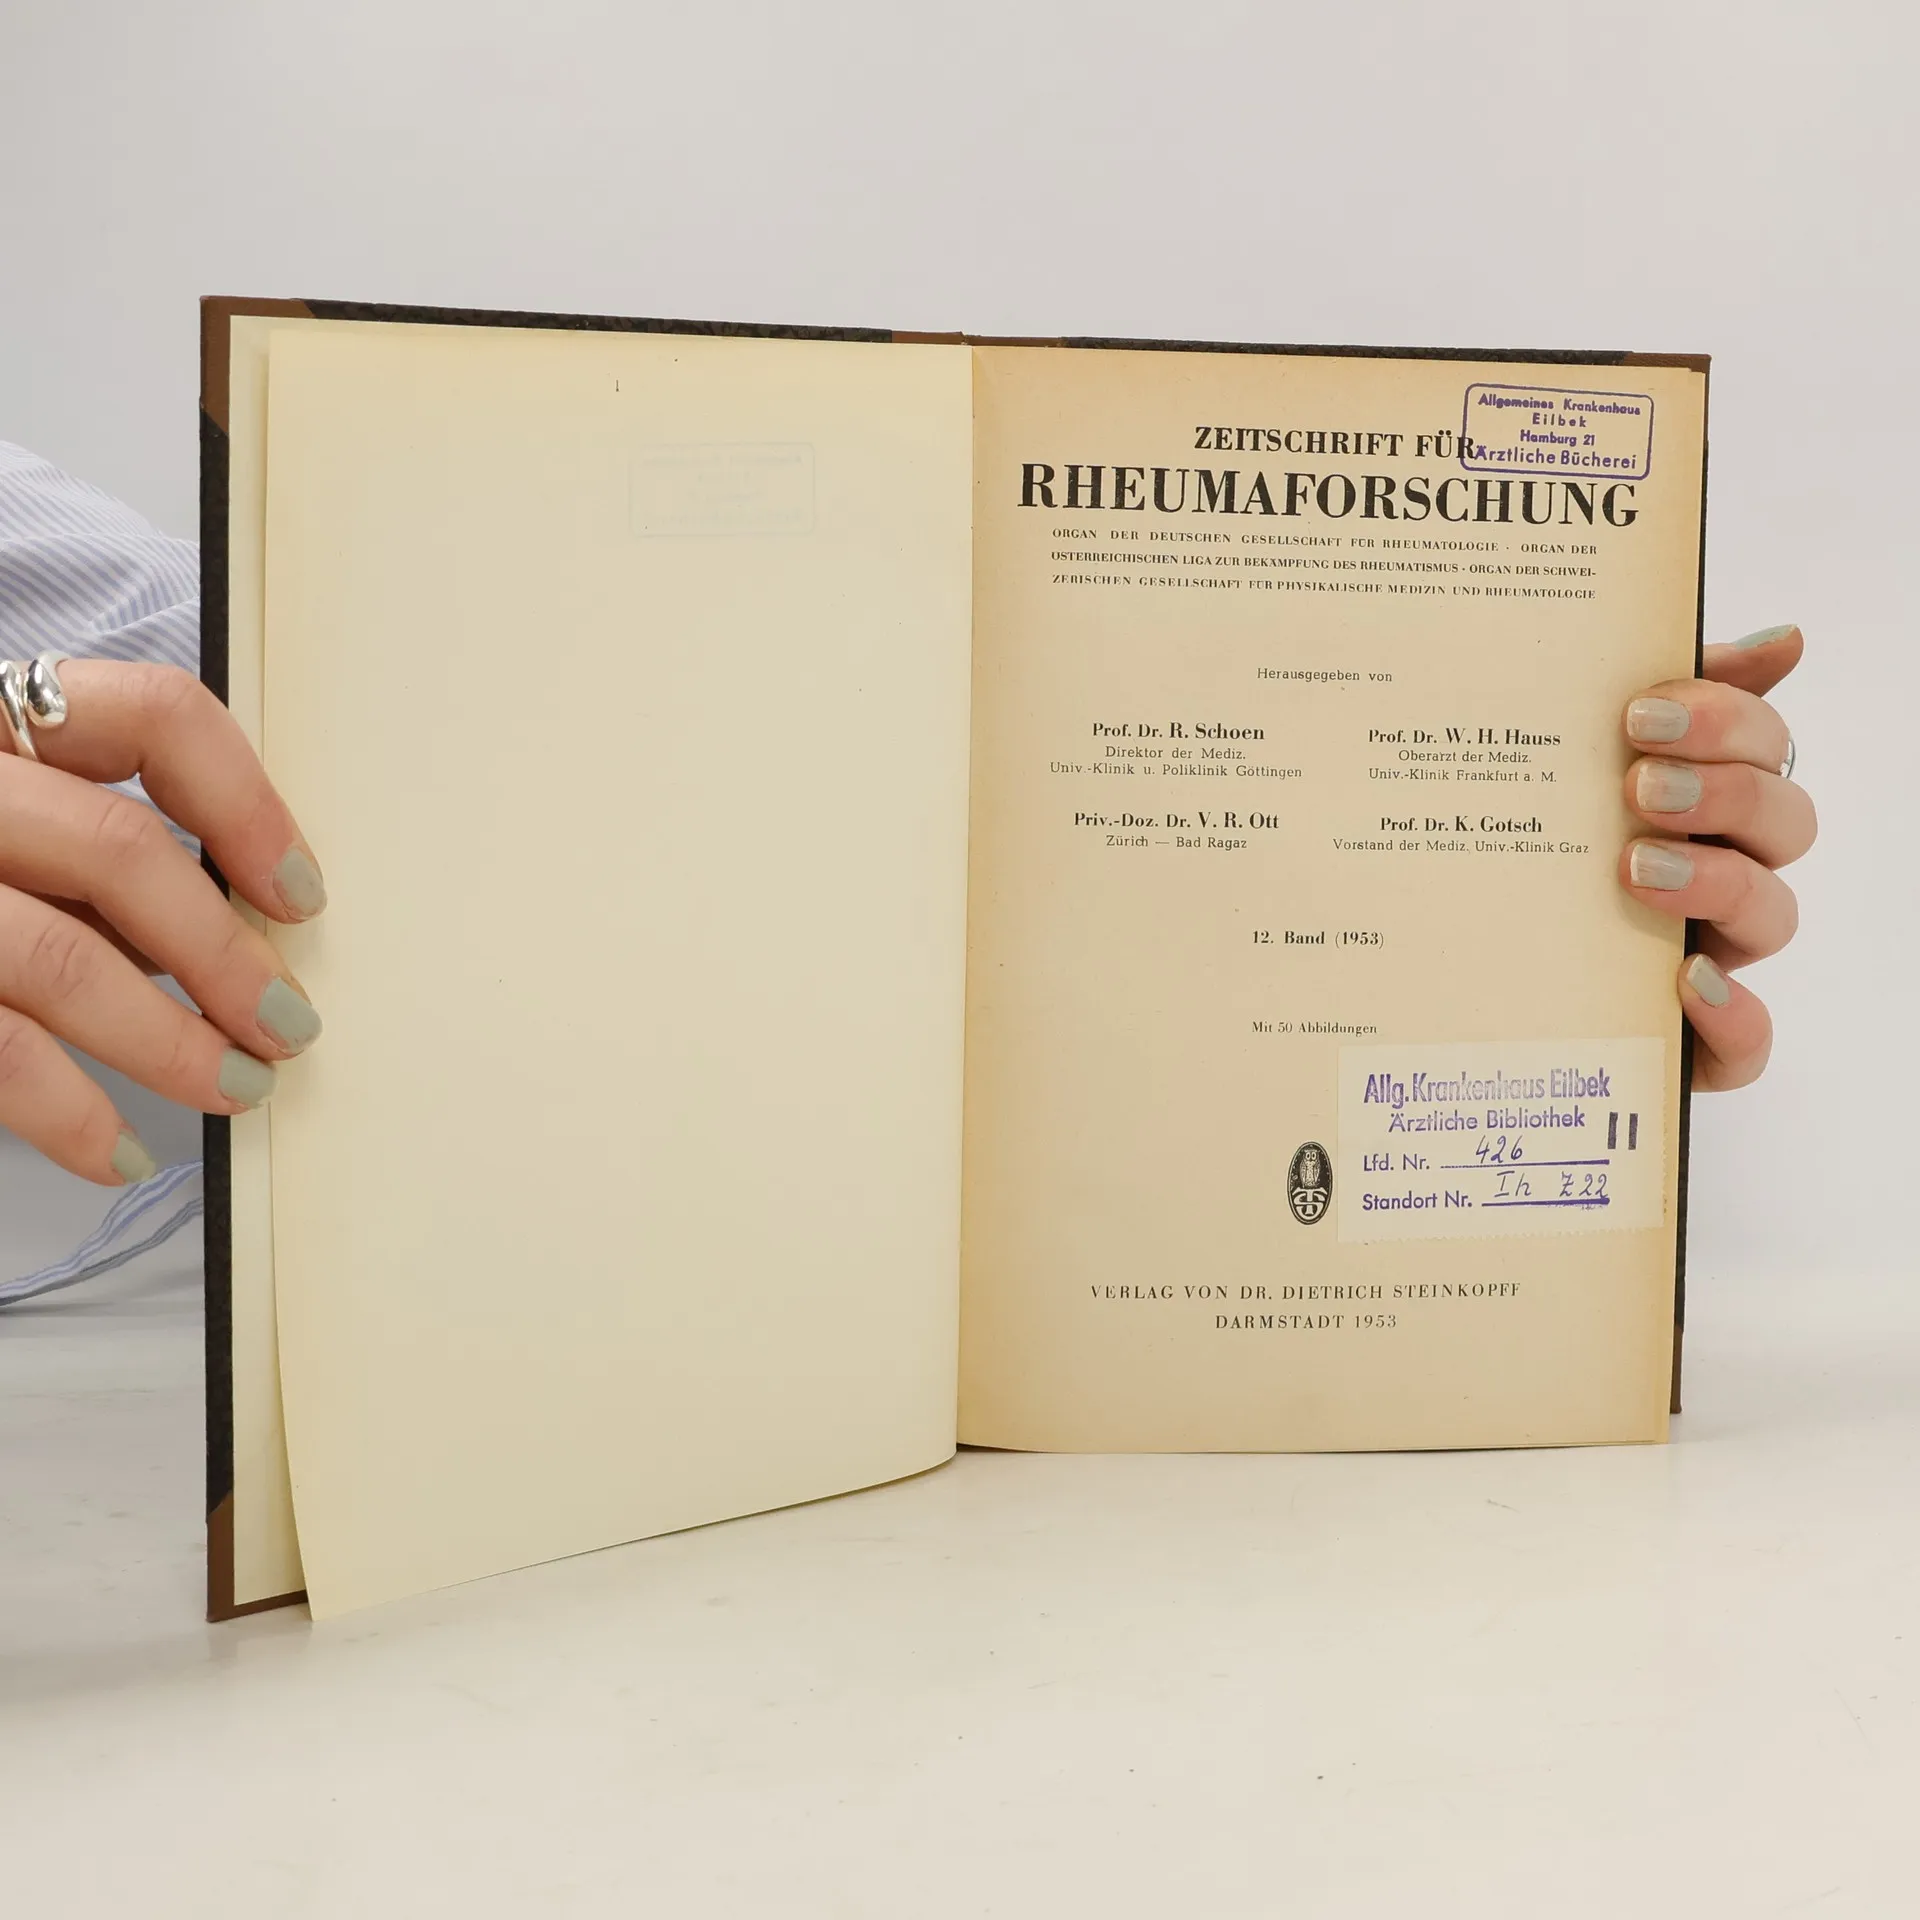 Allgemeines Krankenhaus
Eilbek
Hamburg 21
Ärztliche Bücherei
ZEITSCHRIFT FÜR
RHEUMAFORSCHUNG
ORGAN DER DEUTSCHEN GESELLSCHAFT FÜR RHEUMATOLOGIE · ORGAN DER
ÖSTERREICHISCHEN LIGA ZUR BEKÄMPFUNG DES RHEUMATISMUS · ORGAN DER SCHWEI-
ZERISCHEN GESELLSCHAFT FÜR PHYSIKALISCHE MEDIZIN UND RHEUMATOLOGIE
Herausgegeben von
Prof. Dr. R. Schoen
Direktor der Mediz.
Univ.-Klinik u. Poliklinik Göttingen
Prof. Dr. W. H. Hauss
Oberarzt der Mediz.
Univ.-Klinik Frankfurt a. M.
Priv.-Doz. Dr. V. R. Ott
Zürich — Bad Ragaz
Prof. Dr. K. Gotsch
Vorstand der Mediz. Univ.-Klinik Graz
12. Band (1953)
Mit 50 Abbildungen
Allg. Krankenhaus Eilbek
Ärztliche Bibliothek II
Lfd. Nr. 426
Standort Nr. Ih Z22
VERLAG VON DR. DIETRICH STEINKOPFF
DARMSTADT 1953